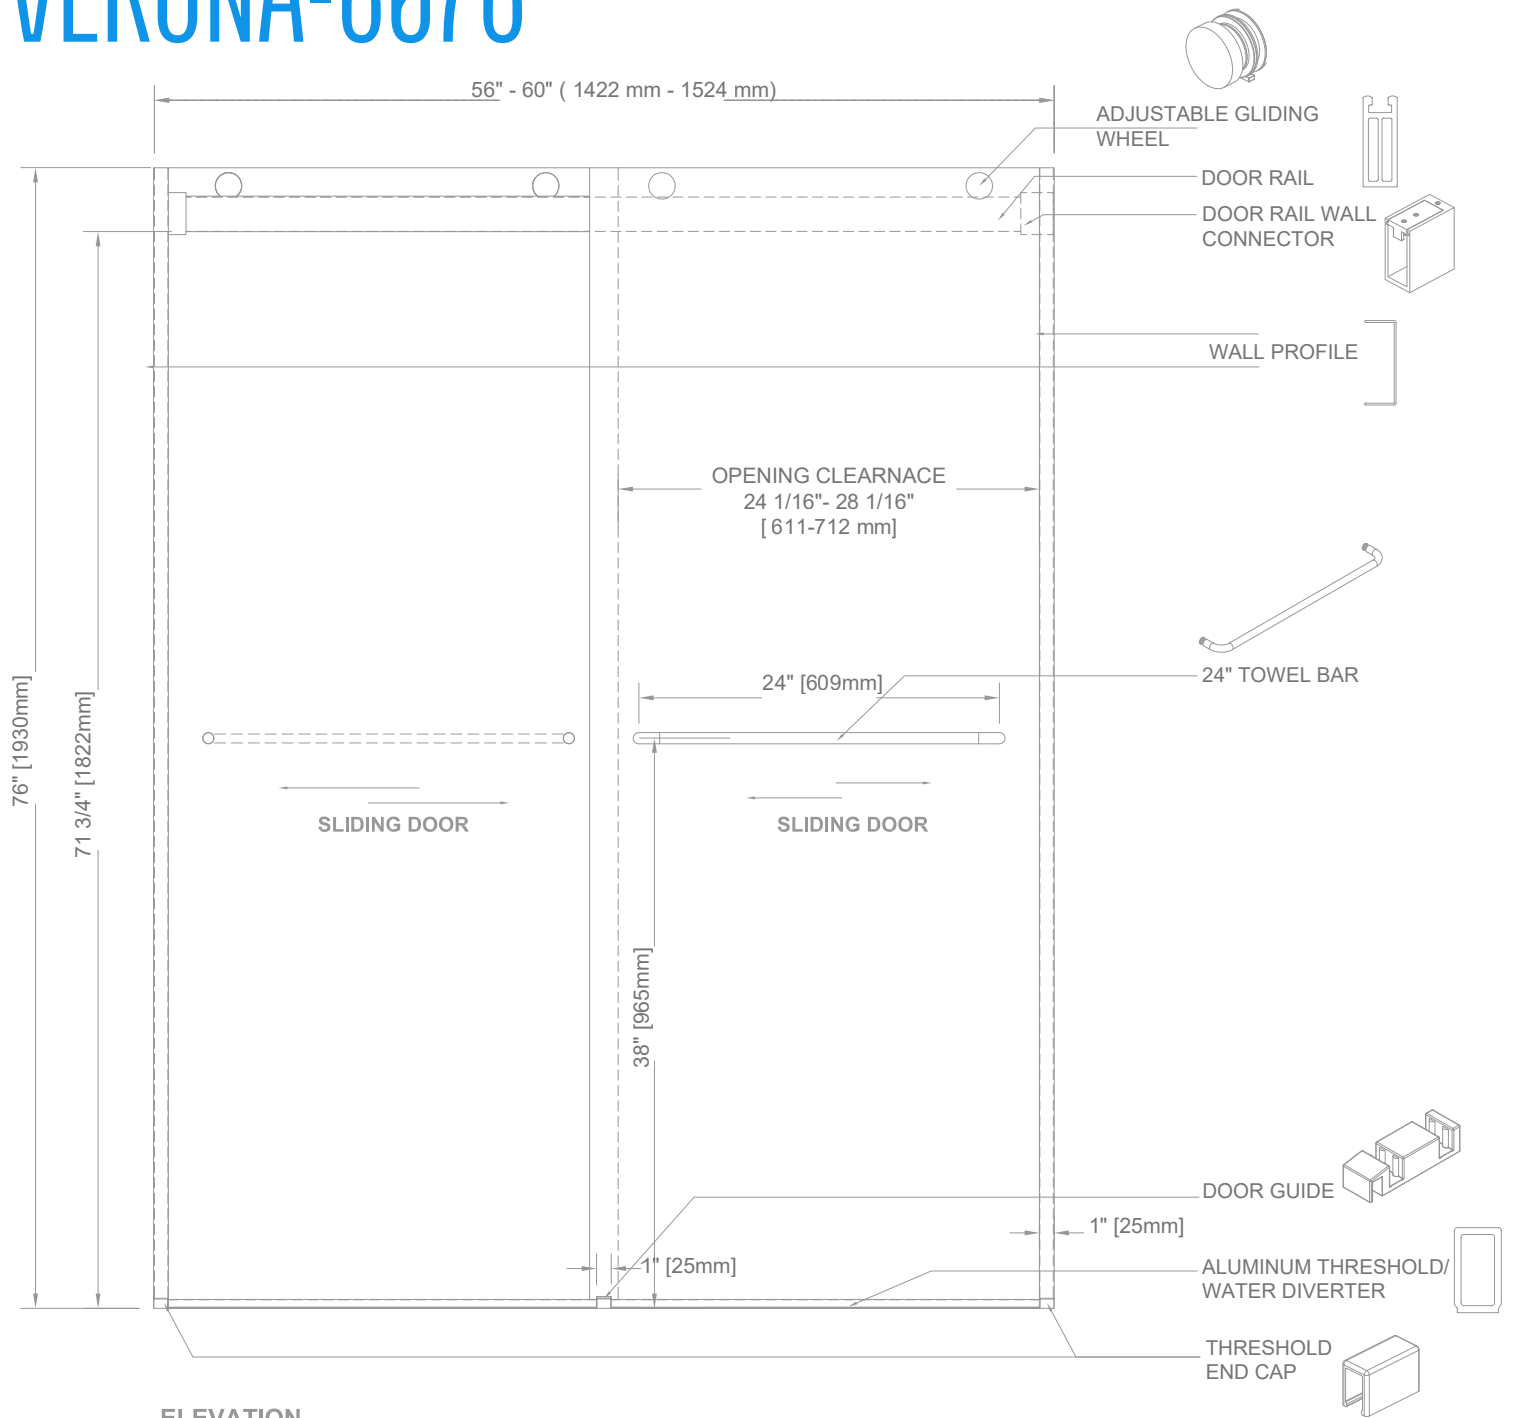 VERONA-6076
56" - 60" ( 1422 mm - 1524 mm)
ADJUSTABLE GLIDING
WHEEL
DOOR RAIL
DOOR RAIL WALL
CONNECTOR
WALL PROFILE
OPENING CLEARNACE
24 1/16"- 28 1/16"
[ 611-712 mm]
24" [609mm]
24" TOWEL BAR
76" [1930mm]
71 3/4" [1822mm]
SLIDING DOOR
SLIDING DOOR
38" [965mm]
DOOR GUIDE
1" [25mm]
1" [25mm]
ALUMINUM THRESHOLD/
WATER DIVERTER
THRESHOLD
END CAP
ELEVATION